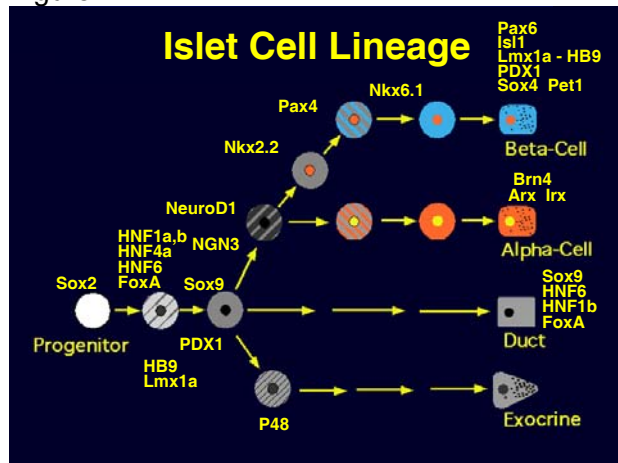 Islet Cell Lineage
Pax6
Isl1
Lmx1a - HB9
PDX1
Sox4 Pet1
Nkx6.1
Pax4
Beta-Cell
Nkx2.2
Brn4
Arx Irx
NeuroD1
Alpha-Cell
HNF1a,b
HNF4a
HNF6
FoxA
NGN3
Sox2
Sox9
Sox9
HNF6
HNF1b
FoxA
Progenitor
PDX1
Duct
HB9
Lmx1a
P48
Exocrine